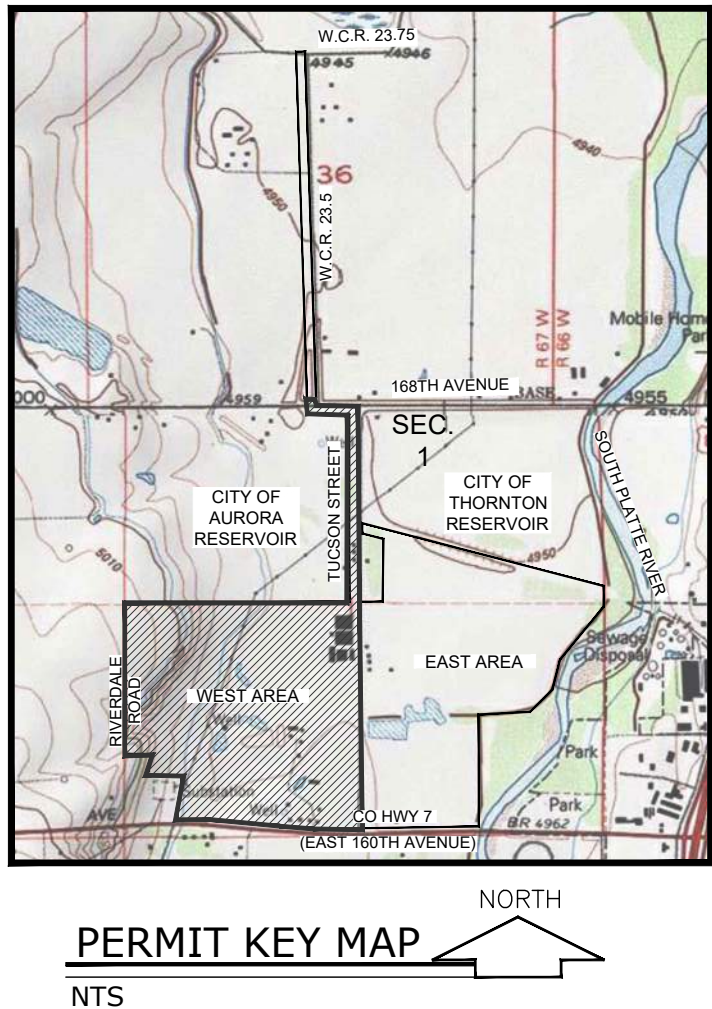 W.C.R. 23.75
4945
4946
4940
36
4950
W.C.R. 23.5
R 67 W
R 66 W
Mobile Home
Par
168TH AVENUE
BASE
000
4959
4955
SEC.
1
CITY OF
AURORA
RESERVOIR
TUCSON STREET
CITY OF
THORNTON
RESERVOIR
SOUTH PLATTE RIVER
4950
5010
Sewage
Disposal
EAST AREA
WEST AREA
RIVERDALE
ROAD
Well
Park
Substation
Well
Park
AVE
CO HWY 7
BR 4962
(EAST 160TH AVENUE)
NORTH
PERMIT KEY MAP
NTS